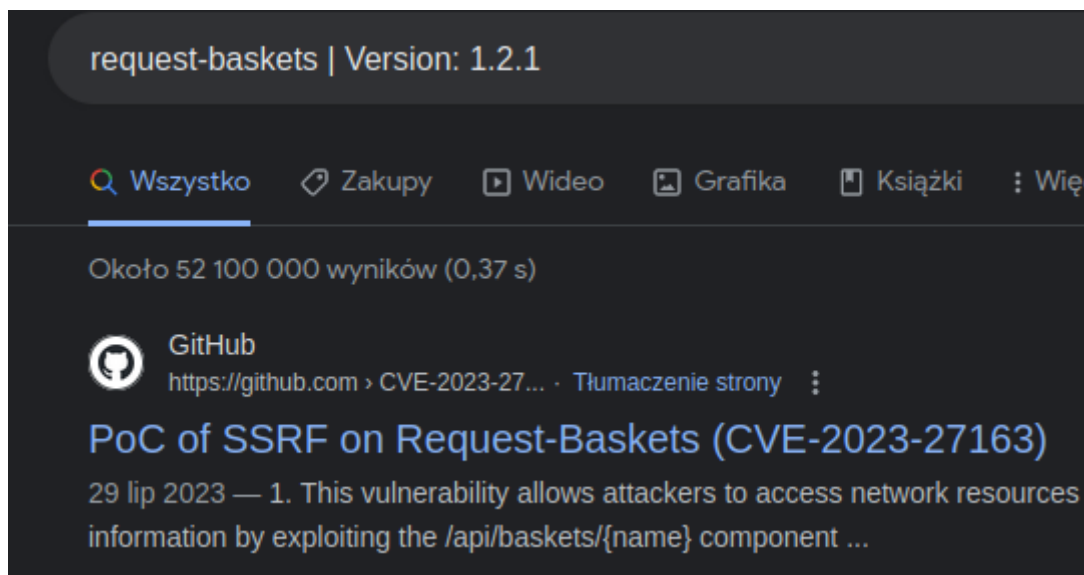 request-baskets | Version: 1.2.1
Wszystko Zakupy Wideo Grafika Książki Wię
Około 52 100 000 wyników (0,37 s)
GitHub
https://github.com › CVE-2023-27... · Tłumaczenie strony
PoC of SSRF on Request-Baskets (CVE-2023-27163)
29 lip 2023 — 1. This vulnerability allows attackers to access network resources
information by exploiting the /api/baskets/{name} component ...